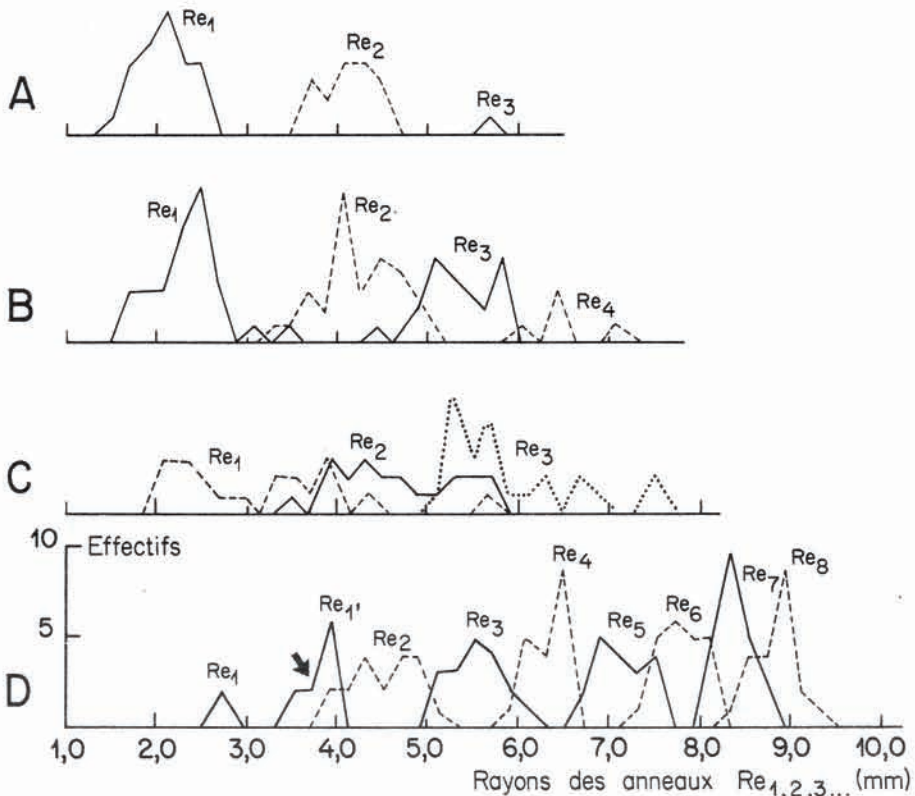 A
Re1
Re2
Re3
B
Re1
Re2
Re3
Re4
C
Re1
Re2
Re3
D
10
Effectifs
5
Re1
Re1'
Re2
Re3
Re4
Re5
Re6
Re7
Re8
1,0 2,0 3,0 4,0 5,0 6,0 7,0 8,0 9,0 10,0
Rayons des anneaux Re1,2,3... (mm)